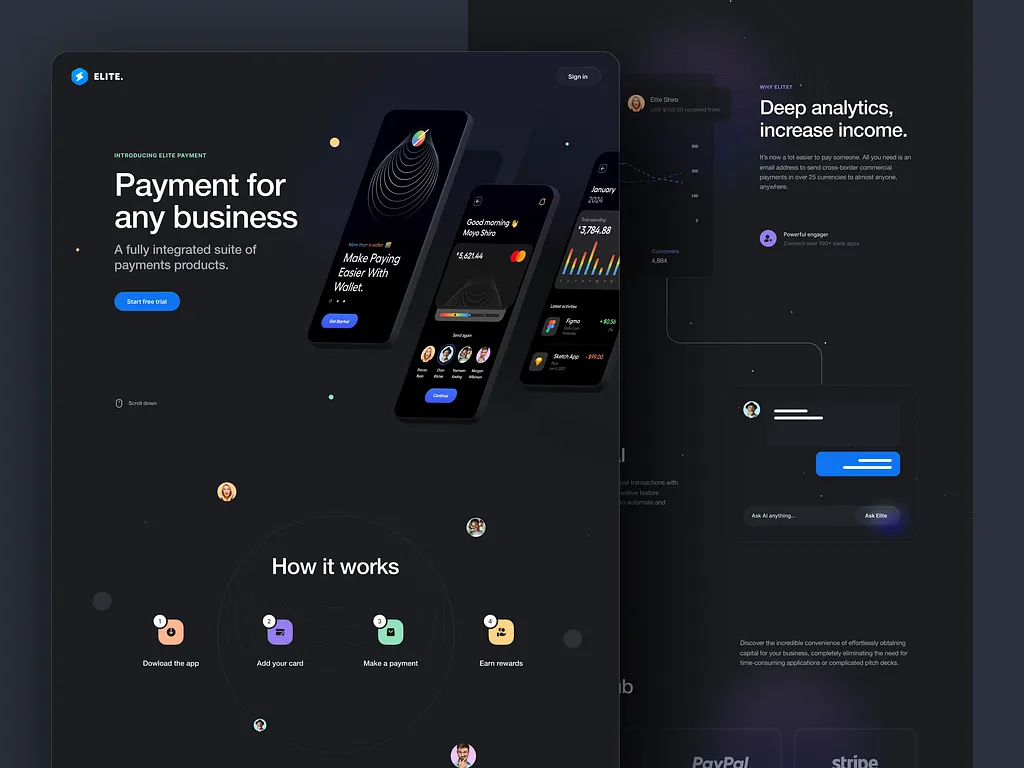 ELITE.
Sign in
INTRODUCING ELITE PAYMENT
Payment for
any business
A fully integrated suite of
payments products.
Start free trial
Scroll down
More than a wallet
Make Paying
Easier With
Wallet.
Get Started
Good morning 👋
Moyo Shiro
$5,621.44
Send again
Continue
January
2024
Total spending
$3,784.88
Latest activities
Figma
+$0.56
Sketch App
-$99.00
How it works
1
2
3
4
Dowload the app
Add your card
Make a payment
Earn rewards
Elite Shiro
USD $100.00 received from
300
200
100
0
Customers
4,864
WHY ELITE?
Deep analytics,
increase income.
It's now a lot easier to pay someone. All you need is an
email address to send cross-border commercial
payments in over 25 currencies to almost anyone,
anywhere.
Powerful engager
Connect over 100+ bank apps
transactions with
feature
to automate and
Ask AI anything...
Ask Elite
Discover the incredible convenience of effortlessly obtaining
capital for your business, completely eliminating the need for
time-consuming applications or complicated pitch decks.
PayPal
stripe